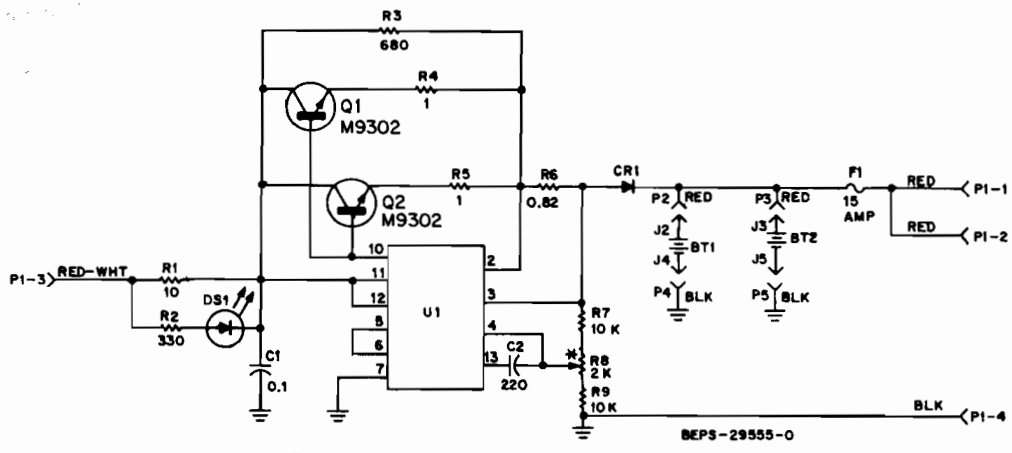 R3
680
R4
1
Q1
M9302
R5
1
R6
0.82
CR1
F1
15
AMP
RED
P1-1
P2 RED
P3 RED
RED
P1-2
Q2
M9302
J2
BT1
J4
J3
BT2
J5
P4 BLK
P5 BLK
P1-3 RED-WHT
R1
10
DS1
R2
330
C1
0.1
10
11
12
5
6
7
U1
2
3
4
13
C2
220
R7
10 K
*
R8
2 K
R9
10 K
BLK
P1-4
BEPS-29555-O